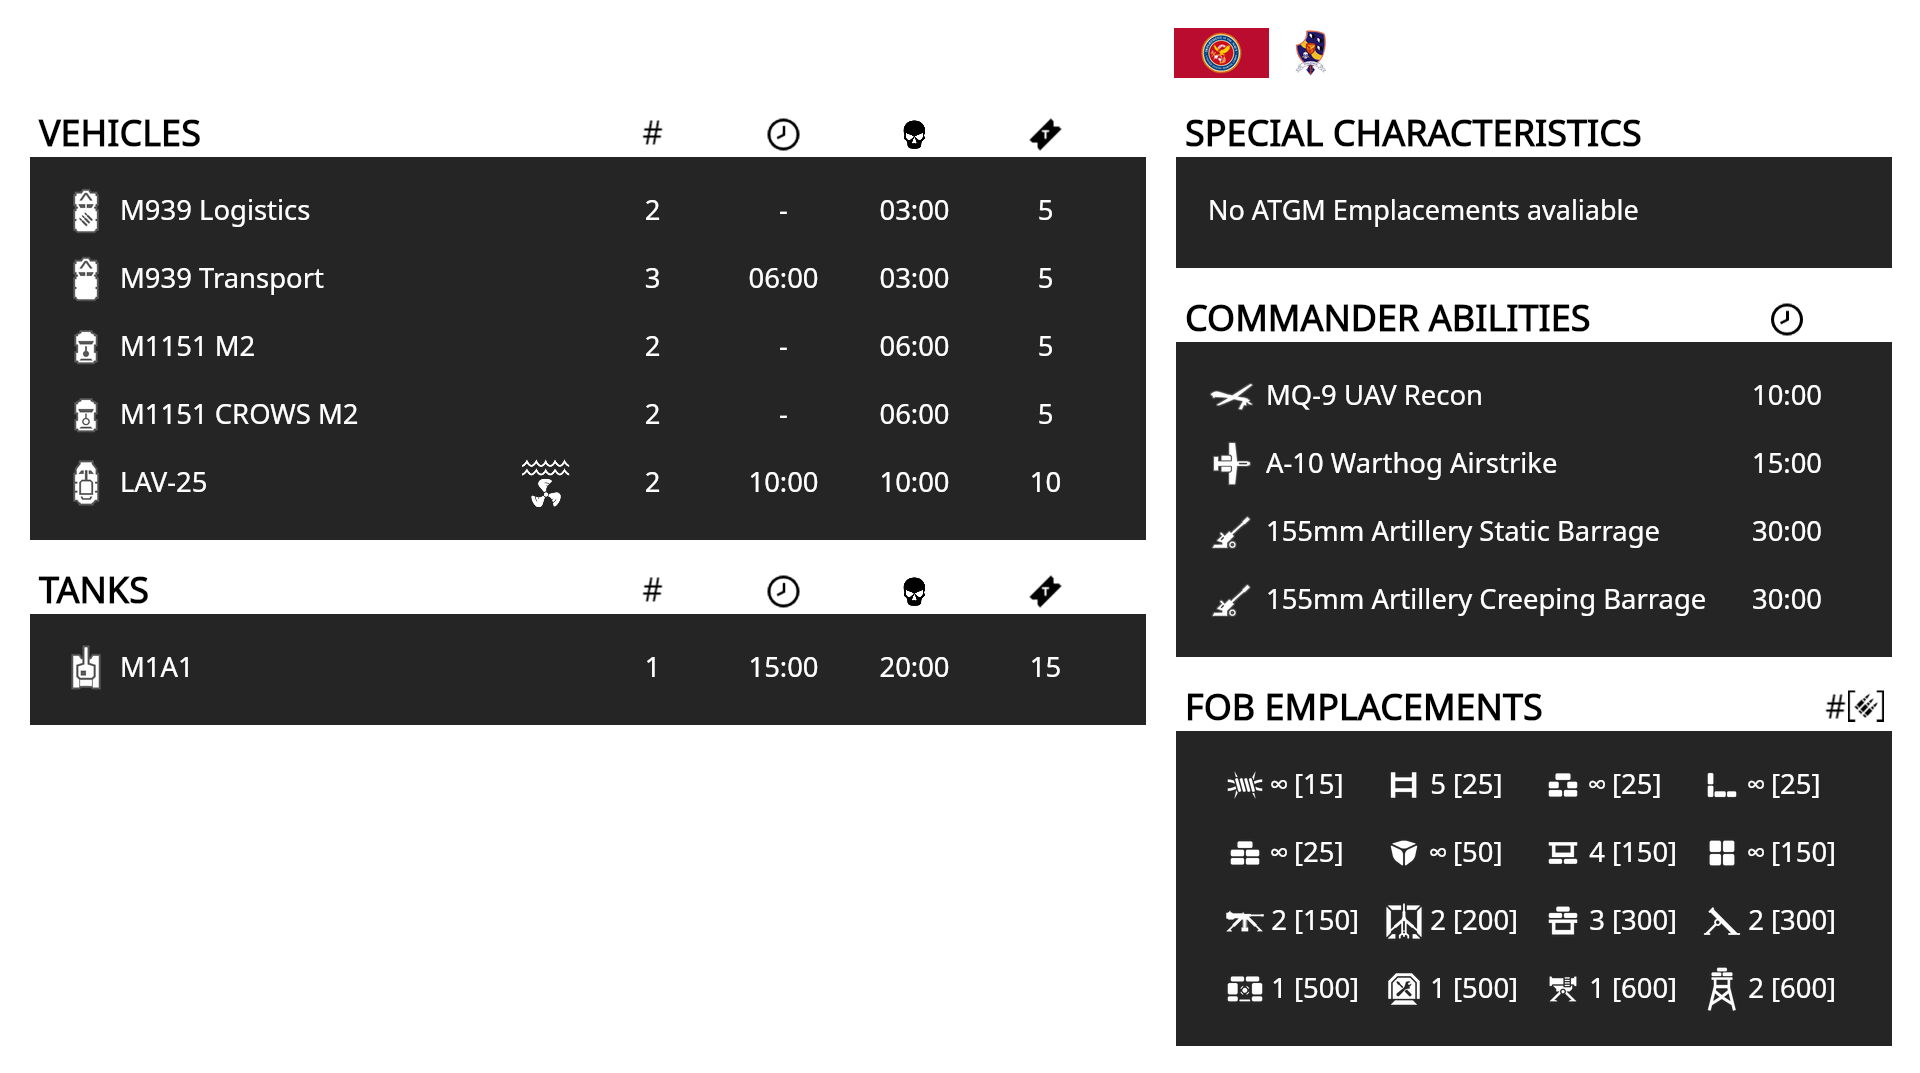 VEHICLES #
M939 Logistics 2 - 03:00 5
M939 Transport 3 06:00 03:00 5
M1151 M2 2 - 06:00 5
M1151 CROWS M2 2 - 06:00 5
LAV-25 2 10:00 10:00 10
TANKS # T
M1A1 1 15:00 20:00 15
SPECIAL CHARACTERISTICS
No ATGM Emplacements avaliable
COMMANDER ABILITIES
MQ-9 UAV Recon 10:00
A-10 Warthog Airstrike 15:00
155mm Artillery Static Barrage 30:00
155mm Artillery Creeping Barrage 30:00
FOB EMPLACEMENTS #[]
∞ [15] 5 [25] ∞ [25] ∞ [25]
∞ [25] ∞ [50] 4 [150] ∞ [150]
2 [150] 2 [200] 3 [300] 2 [300]
1 [500] 1 [500] 1 [600] 2 [600]